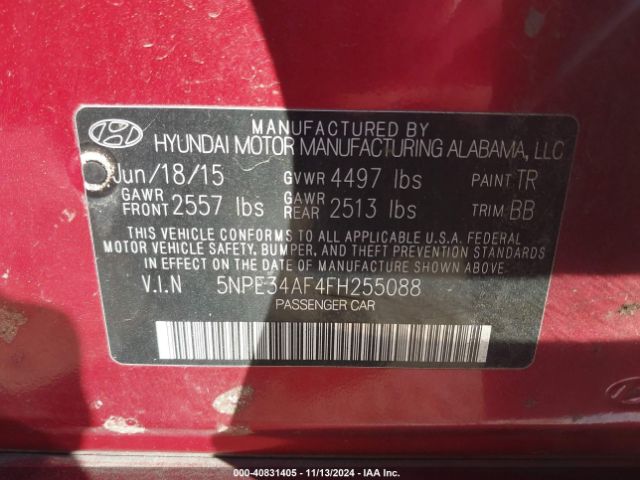 MANUFACTURED BY
HYUNDAI MOTOR MANUFACTURING ALABAMA, LLC
Jun/18/15 GVWR 4497 lbs PAINT TR
GAWR FRONT 2557 lbs GAWR REAR 2513 lbs TRIM BB
THIS VEHICLE CONFORMS TO ALL APPLICABLE U.S.A. FEDERAL
MOTOR VEHICLE SAFETY, BUMPER, AND THEFT PREVENTION STANDARDS
IN EFFECT ON THE DATE OF MANUFACTURE SHOWN ABOVE.
V.I.N 5NPE34AF4FH255088
PASSENGER CAR
000-40831405 - 11/13/2024 - IAA Inc.